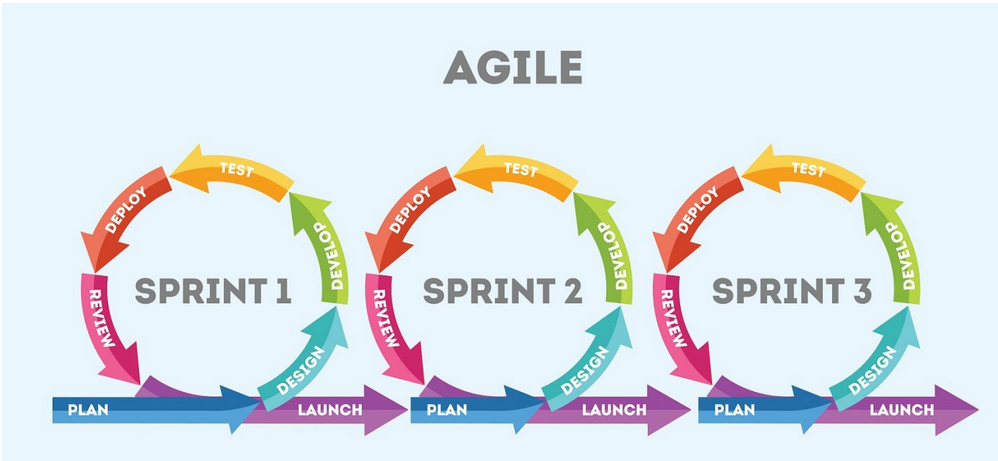 AGILE
TEST
DEPLOY
DEVELOP
SPRINT 1
REVIEW
DESIGN
PLAN
LAUNCH
TEST
DEPLOY
DEVELOP
SPRINT 2
REVIEW
DESIGN
PLAN
LAUNCH
TEST
DEPLOY
DEVELOP
SPRINT 3
REVIEW
DESIGN
PLAN
LAUNCH